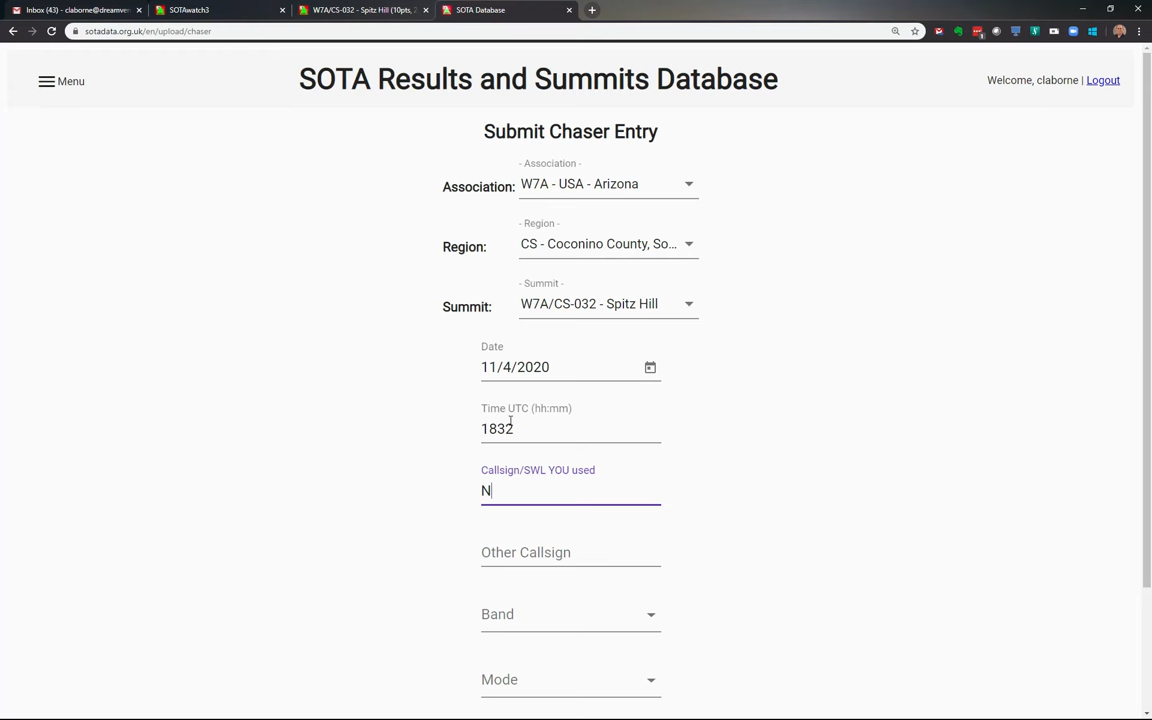 Inbox (43) - claborne@dreamver
SOTAwatch3
W7A/CS-032 - Spitz Hill (10pts, 
SOTA Database
sotadata.org.uk/en/upload/chaser
Menu
SOTA Results and Summits Database
Welcome, claborne | Logout
Submit Chaser Entry
- Association -
Association: W7A - USA - Arizona
- Region -
Region: CS - Coconino County, So...
- Summit -
Summit: W7A/CS-032 - Spitz Hill
Date
11/4/2020
Time UTC (hh:mm)
1832
Callsign/SWL YOU used
N
Other Callsign
Band
Mode